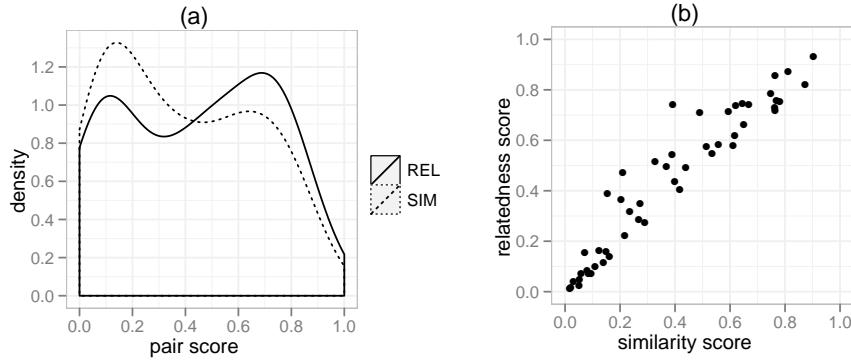 (a)
density
1.2
1.0
0.8
0.6
0.4
0.2
0.0
0.0 0.2 0.4 0.6 0.8 1.0
pair score
REL
SIM
(b)
relatedness score
1.0
0.8
0.6
0.4
0.2
0.0
0.0 0.2 0.4 0.6 0.8 1.0
similarity score